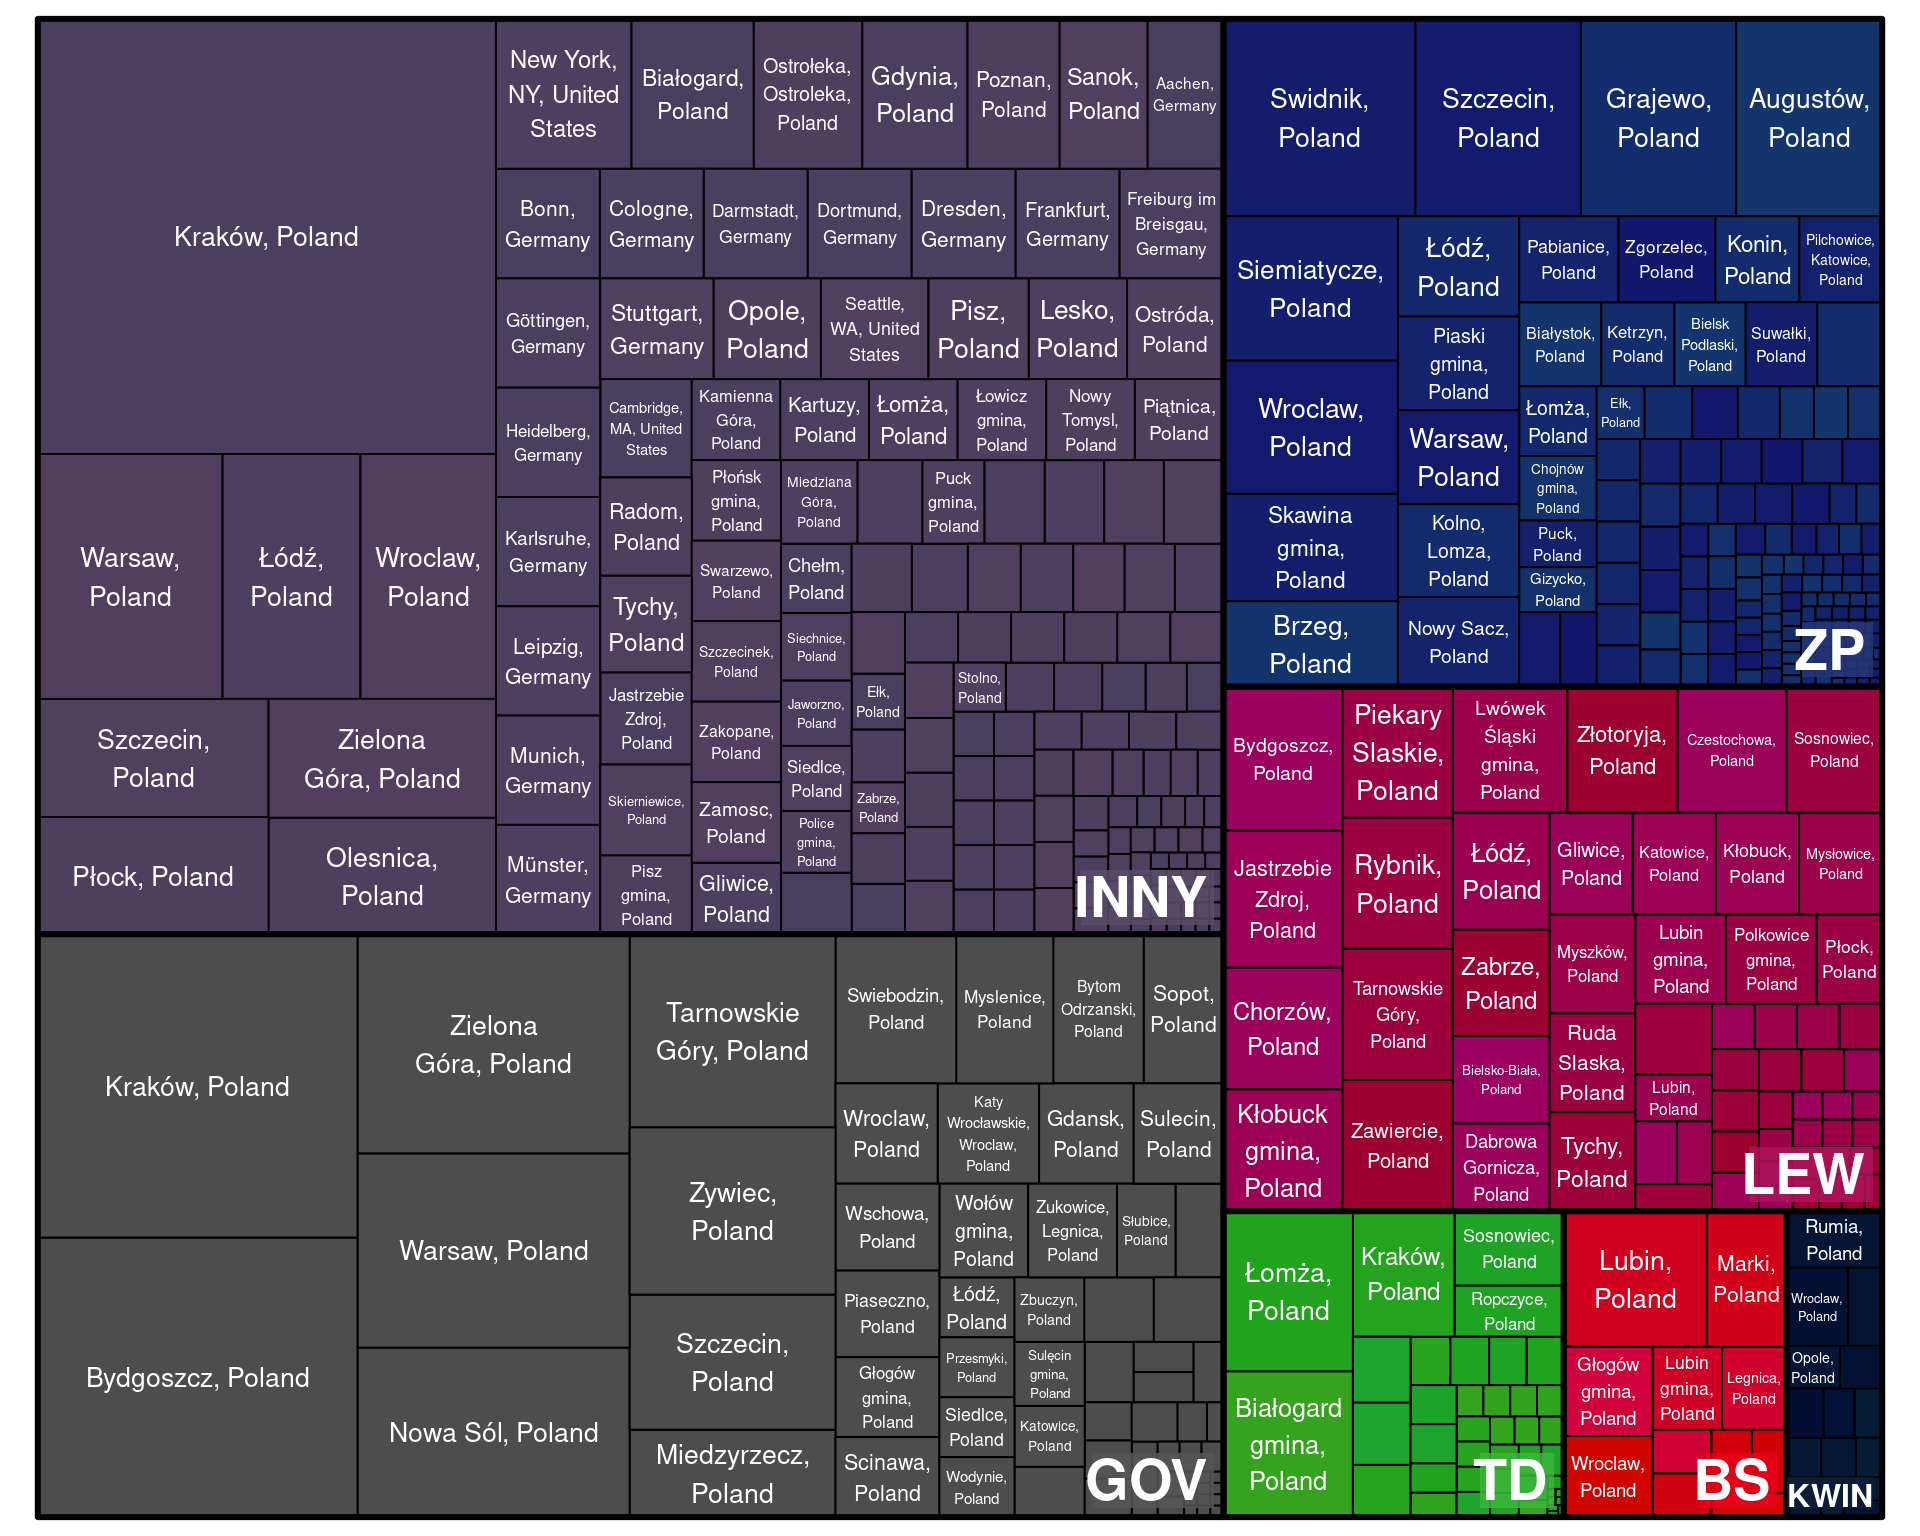 Kraków, Poland
New York,
NY, United
States
Białogard,
Poland
Ostrołeka,
Ostroleka,
Poland
Gdynia,
Poland
Poznan,
Poland
Sanok,
Poland
Aachen,
Germany
Bonn,
Germany
Cologne,
Germany
Darmstadt,
Germany
Dortmund,
Germany
Dresden,
Germany
Frankfurt,
Germany
Freiburg im
Breisgau,
Germany
Göttingen,
Germany
Stuttgart,
Germany
Opole,
Poland
Seattle,
WA, United
States
Pisz,
Poland
Lesko,
Poland
Ostróda,
Poland
Heidelberg,
Germany
Cambridge,
MA, United
States
Kamienna
Góra,
Poland
Kartuzy,
Poland
Łomża,
Poland
Łowicz
gmina,
Poland
Nowy
Tomysl,
Poland
Piątnica,
Poland
Warsaw,
Poland
Łódź,
Poland
Wroclaw,
Poland
Karlsruhe,
Germany
Radom,
Poland
Płońsk
gmina,
Poland
Miedziana
Góra,
Poland
Puck
gmina,
Poland
Swarzewo,
Poland
Chełm,
Poland
Leipzig,
Germany
Tychy,
Poland
Szczecinek,
Poland
Siechnice,
Poland
Jastrzebie
Zdroj,
Poland
Zakopane,
Poland
Jaworzno,
Poland
Ełk,
Poland
Stolno,
Poland
Szczecin,
Poland
Zielona
Góra, Poland
Munich,
Germany
Skierniewice,
Poland
Zamosc,
Poland
Siedlce,
Poland
Zabrze,
Poland
Police
gmina,
Poland
Płock, Poland
Olesnica,
Poland
Münster,
Germany
Pisz
gmina,
Poland
Gliwice,
Poland
INNY
Swidnik,
Poland
Szczecin,
Poland
Grajewo,
Poland
Augustów,
Poland
Siemiatycze,
Poland
Łódź,
Poland
Pabianice,
Poland
Zgorzelec,
Poland
Konin,
Poland
Pilchowice,
Katowice,
Poland
Piaski
gmina,
Poland
Białystok,
Poland
Ketrzyn,
Poland
Bielsk
Podlaski,
Poland
Suwałki,
Poland
Wroclaw,
Poland
Warsaw,
Poland
Łomża,
Poland
Ełk,
Poland
Chojnów
gmina,
Poland
Skawina
gmina,
Poland
Kolno,
Lomza,
Poland
Puck,
Poland
Gizycko,
Poland
Brzeg,
Poland
Nowy Sacz,
Poland
ZP
Bydgoszcz,
Poland
Piekary
Slaskie,
Poland
Lwówek
Śląski
gmina,
Poland
Złotoryja,
Poland
Czestochowa,
Poland
Sosnowiec,
Poland
Jastrzebie
Zdroj,
Poland
Rybnik,
Poland
Łódź,
Poland
Gliwice,
Poland
Katowice,
Poland
Kłobuck,
Poland
Mysłowice,
Poland
Zabrze,
Poland
Myszków,
Poland
Lubin
gmina,
Poland
Polkowice
gmina,
Poland
Płock,
Poland
Chorzów,
Poland
Tarnowskie
Góry,
Poland
Bielsko-Biała,
Poland
Ruda
Slaska,
Poland
Lubin,
Poland
Kłobuck
gmina,
Poland
Zawiercie,
Poland
Dabrowa
Gornicza,
Poland
Tychy,
Poland
LEW
Kraków, Poland
Zielona
Góra, Poland
Tarnowskie
Góry, Poland
Swiebodzin,
Poland
Myslenice,
Poland
Bytom
Odrzanski,
Poland
Sopot,
Poland
Wroclaw,
Poland
Katy
Wrocławskie,
Wroclaw,
Poland
Gdansk,
Poland
Sulecin,
Poland
Warsaw, Poland
Zywiec,
Poland
Wschowa,
Poland
Wołów
gmina,
Poland
Zukowice,
Legnica,
Poland
Słubice,
Poland
Bydgoszcz, Poland
Szczecin,
Poland
Piaseczno,
Poland
Łódź,
Poland
Zbuczyn,
Poland
Głogów
gmina,
Poland
Przesmyki,
Poland
Sulęcin
gmina,
Poland
Nowa Sól, Poland
Miedzyrzecz,
Poland
Scinawa,
Poland
Siedlce,
Poland
Katowice,
Poland
Wodynie,
Poland
GOV
Łomża,
Poland
Kraków,
Poland
Sosnowiec,
Poland
Ropczyce,
Poland
Białogard
gmina,
Poland
TD
Lubin,
Poland
Marki,
Poland
Głogów
gmina,
Poland
Lubin
gmina,
Poland
Legnica,
Poland
Wroclaw,
Poland
BS
Rumia,
Poland
Wroclaw,
Poland
Opole,
Poland
KWIN